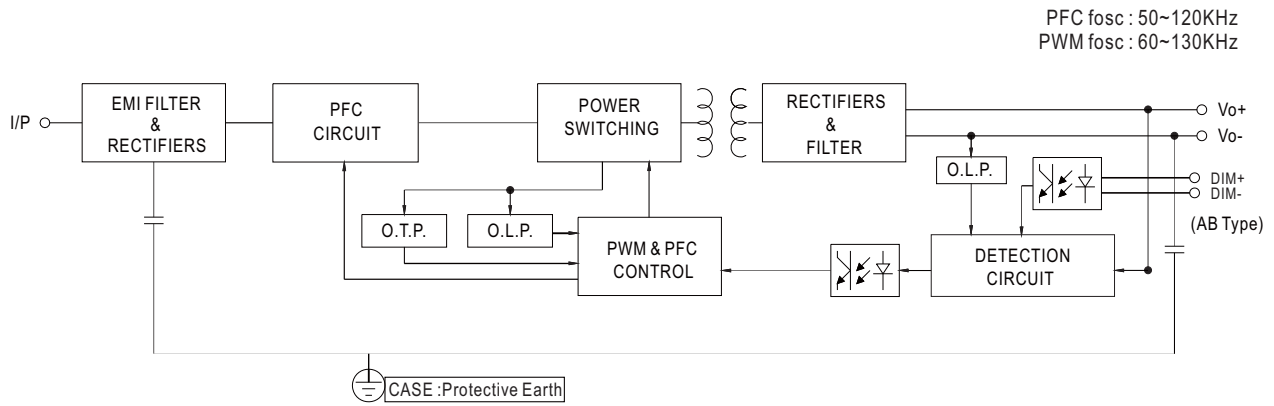 PFC fosc : 50~120KHz
PWM fosc : 60~130KHz
I/P
EMI FILTER
&
RECTIFIERS
PFC
CIRCUIT
POWER
SWITCHING
RECTIFIERS
&
FILTER
Vo+
Vo-
O.L.P.
DIM+
DIM-
(AB Type)
O.T.P.
O.L.P.
PWM & PFC
CONTROL
DETECTION
CIRCUIT
CASE :Protective Earth